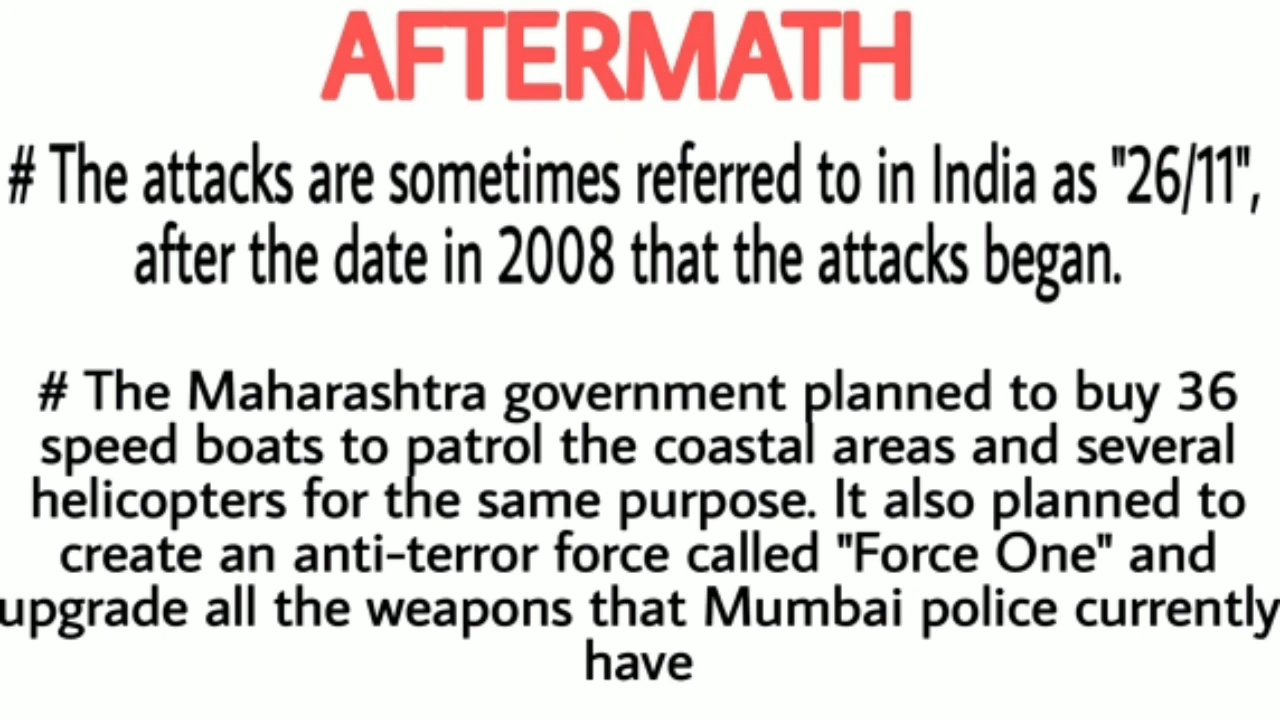 AFTERMATH
# The attacks are sometimes referred to in India as "26/11",
after the date in 2008 that the attacks began.
# The Maharashtra government planned to buy 36
speed boats to patrol the coastal areas and several
helicopters for the same purpose. It also planned to
create an anti-terror force called "Force One" and
upgrade all the weapons that Mumbai police currently
have